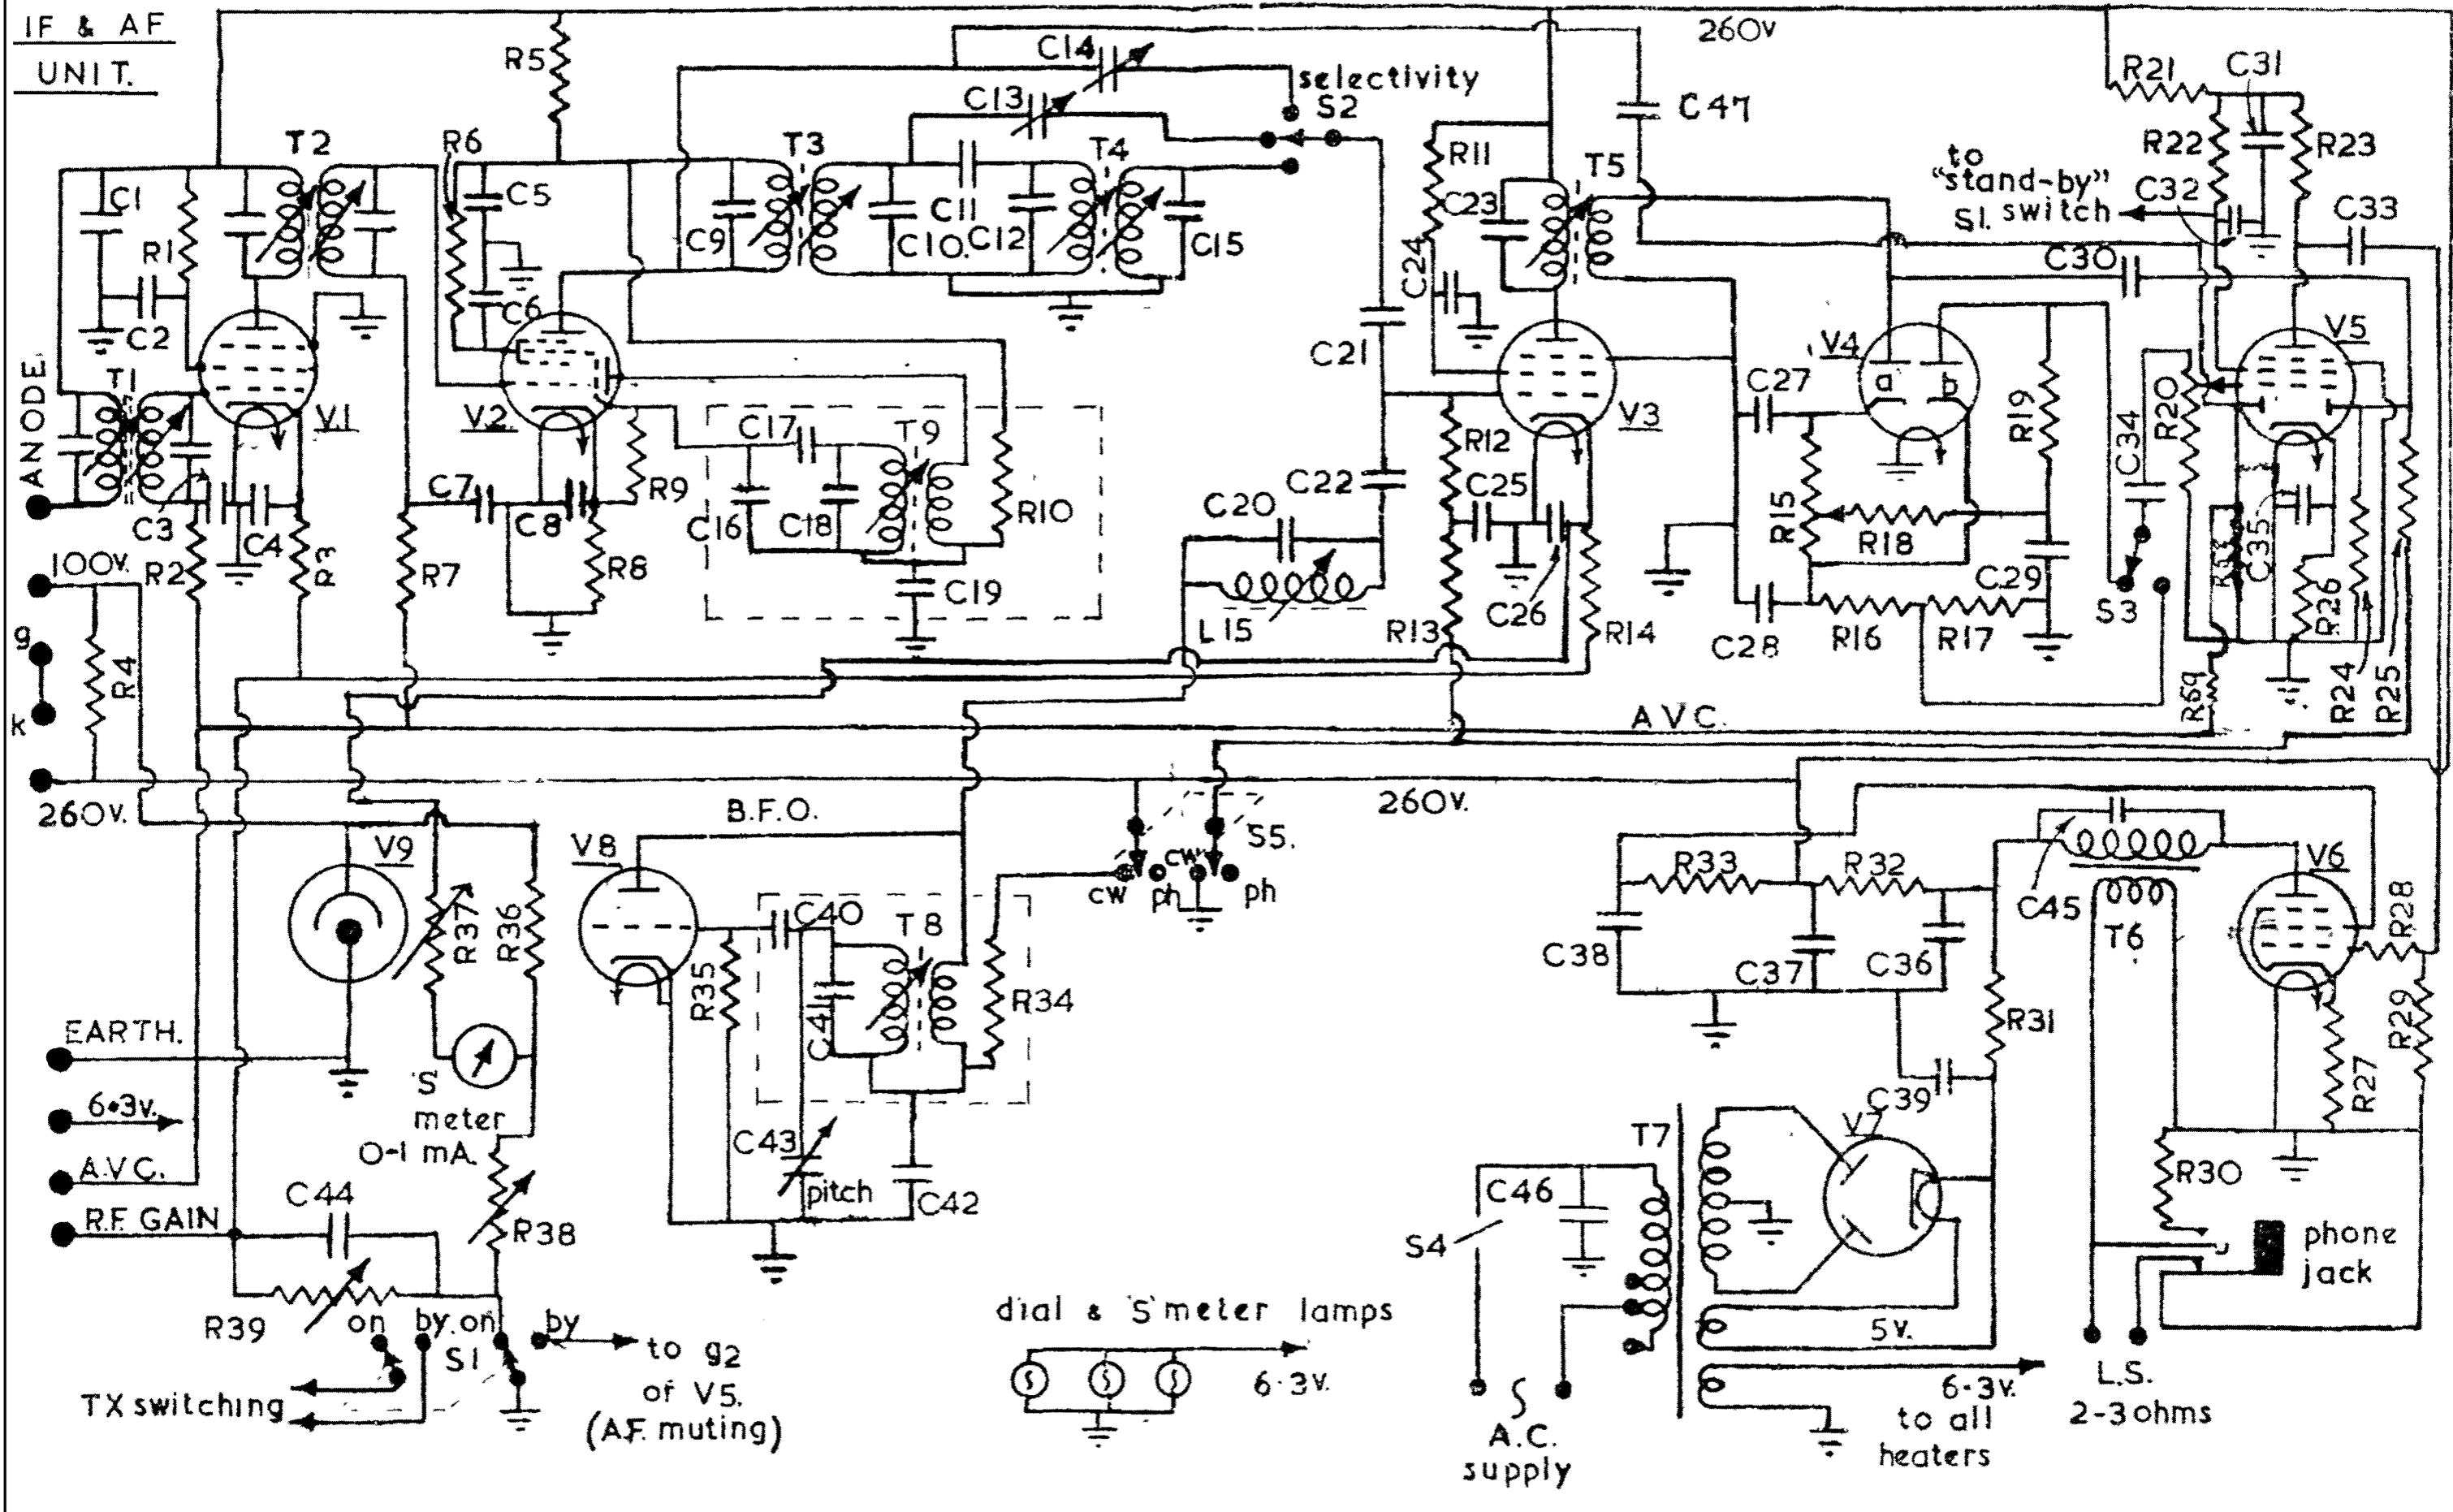 IF & AF
UNIT.
260v
C14
selectivity
S2
C13
C47
R5
R21
C31
R6
T2
T3
T4
R11
T5
R22
R23
to
"stand-by"
S1. switch
C32
C33
C1
C5
C23
R1
C9
C11
C10.
C12
C15
C24
C30
C2
C6
C21
V4
V5
ANODE.
T1
V1
V2
V3
a
b
C27
R19
R20
C34
C17
T9
R12
C3
C4
R2
R3
C7
C8
R9
C16
C18
R10
C20
C22
C25
R15
R18
C35
100v.
R7
R8
C19
L15
C26
R13
R14
C28
R16
R17
C29
S3
R26
g
k
R4
R69
R24
R25
A V C.
260v.
260v.
B.F.O.
V9
V8
S5.
cw
cw
ph
ph
R33
R32
C45
V6
R28
R37
R36
C40
T8
C38
C37
C36
T6
R35
C41
R34
R31
R29
R27
EARTH.
'S'
meter
0-1 mA.
6.3v.
C39
C43
pitch
T7
V7
A.V.C.
C42
C46
R30
C44
R.F. GAIN
R38
S4
phone
jack
R39
on
by.
on
by
S1
to g2
of V5.
(A.F. muting)
TX switching
dial & 'S' meter lamps
6.3v.
5v.
6.3v.
to all
heaters
L.S.
2-3 ohms
A.C.
supply